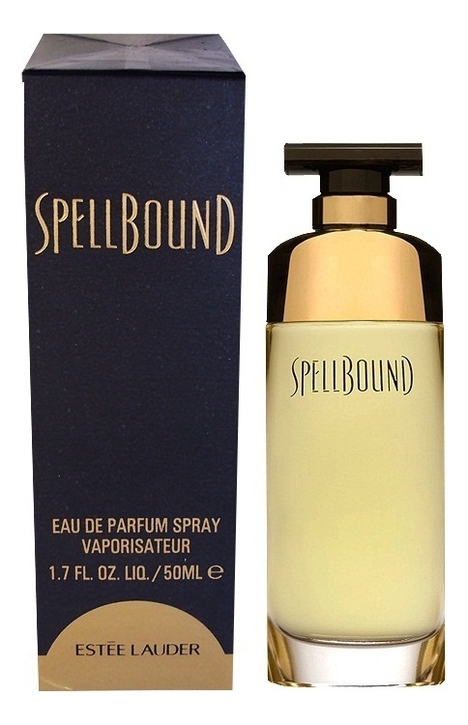 SPELLBOUND
EAU DE PARFUM SPRAY
VAPORISATEUR
1.7 FL. OZ. LIQ./50ML ℮
ESTĒE LAUDER
SPELLBOUND